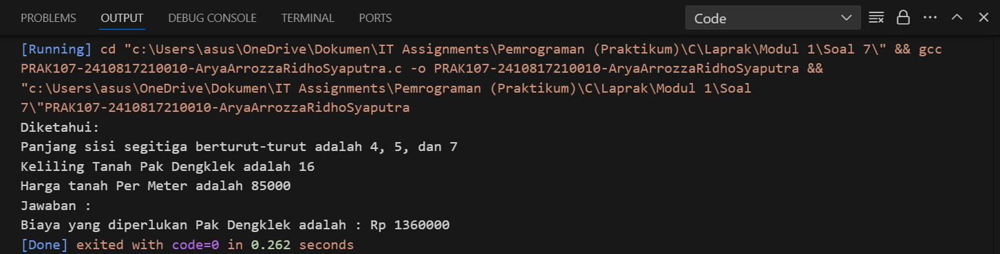 PROBLEMS OUTPUT DEBUG CONSOLE TERMINAL PORTS Code
[Running] cd "c:\Users\asus\OneDrive\Dokumen\IT Assignments\Pemrograman (Praktikum)\C\Laprak\Modul 1\Soal 7\" && gcc
PRAK107-2410817210010-AryaArrozzaRidhoSyaputra.c -o PRAK107-2410817210010-AryaArrozzaRidhoSyaputra &&
"c:\Users\asus\OneDrive\Dokumen\IT Assignments\Pemrograman (Praktikum)\C\Laprak\Modul 1\Soal
7\"PRAK107-2410817210010-AryaArrozzaRidhoSyaputra
Diketahui:
Panjang sisi segitiga berturut-turut adalah 4, 5, dan 7
Keliling Tanah Pak Dengklek adalah 16
Harga tanah Per Meter adalah 85000
Jawaban :
Biaya yang diperlukan Pak Dengklek adalah : Rp 1360000
[Done] exited with code=0 in 0.262 seconds